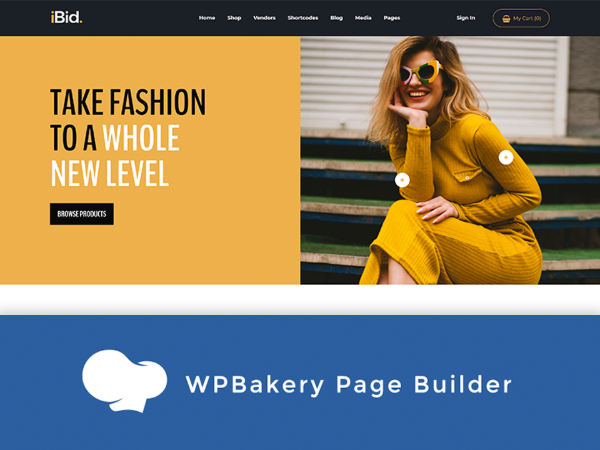 iBid.
Home Shop Vendors Shortcodes Blog Media Pages Sign In My Cart (0)
TAKE FASHION
TO A WHOLE
NEW LEVEL
BROWSE PRODUCTS
WPBakery Page Builder